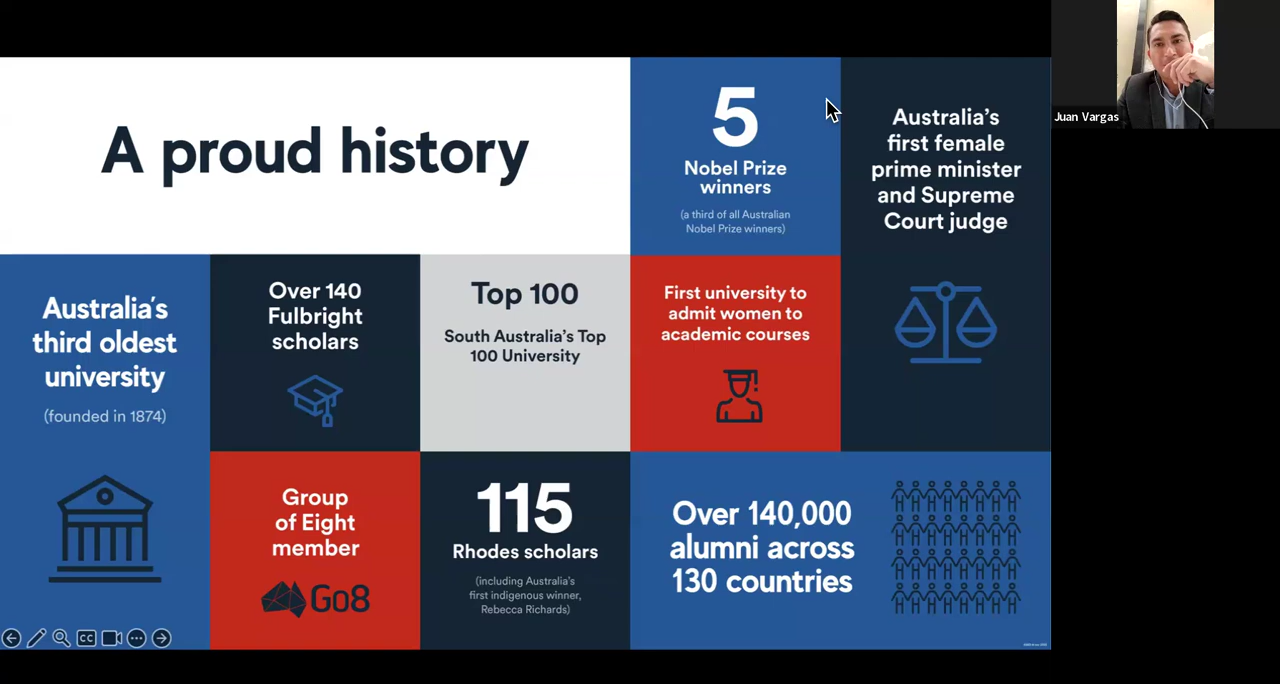 A proud history
5
Nobel Prize
winners
(a third of all Australian
Nobel Prize winners)
Australia's
first female
prime minister
and Supreme
Court judge
Juan Vargas
Australia's
third oldest
university
(founded in 1874)
Over 140
Fulbright
scholars
Top 100
South Australia's Top
100 University
First university to
admit women to
academic courses
Group
of Eight
member
Go8
115
Rhodes scholars
(including Australia's
first indigenous winner,
Rebecca Richards)
Over 140,000
alumni across
130 countries
CC